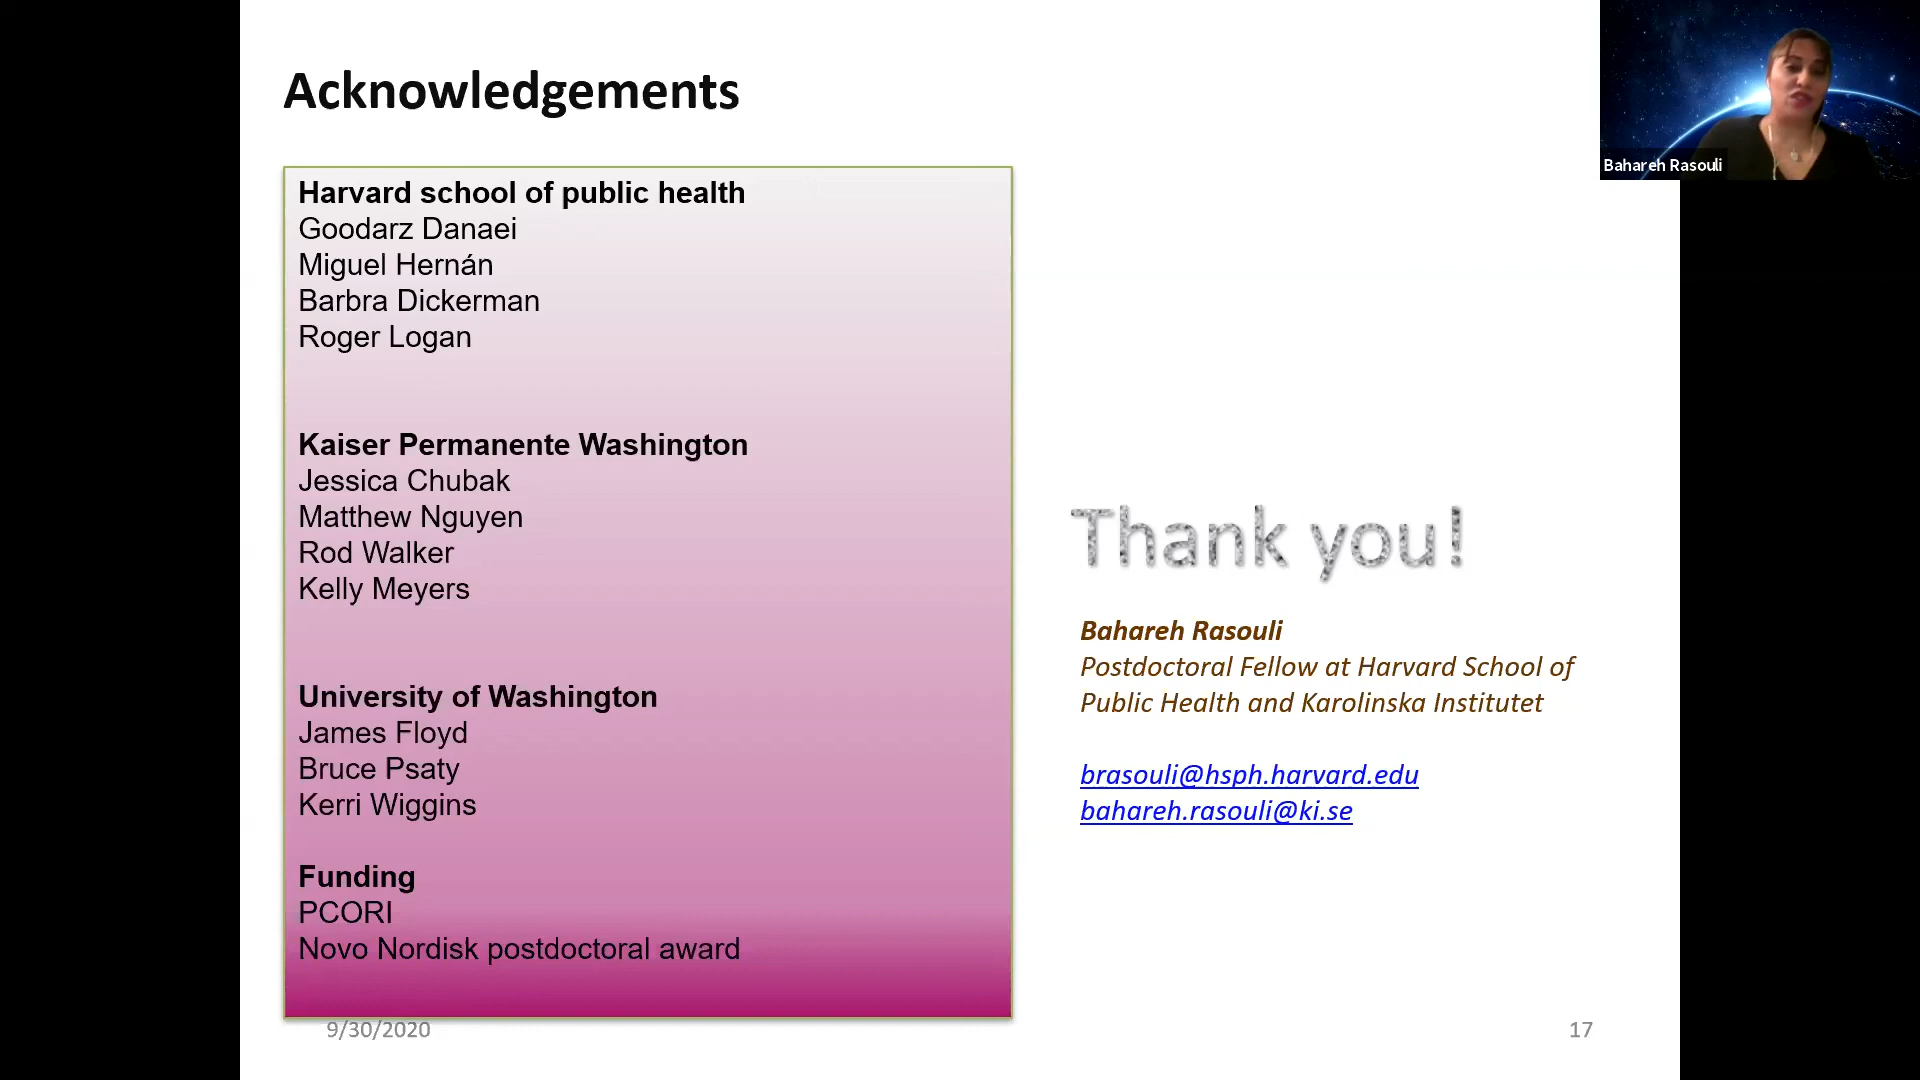 Acknowledgements
Harvard school of public health
Goodarz Danaei
Miguel Hernán
Barbra Dickerman
Roger Logan
Kaiser Permanente Washington
Jessica Chubak
Matthew Nguyen
Rod Walker
Kelly Meyers
University of Washington
James Floyd
Bruce Psaty
Kerri Wiggins
Funding
PCORI
Novo Nordisk postdoctoral award
Thank you!
Bahareh Rasouli
Postdoctoral Fellow at Harvard School of
Public Health and Karolinska Institutet
brasouli@hsph.harvard.edu
bahareh.rasouli@ki.se
9/30/2020
17
Bahareh Rasouli